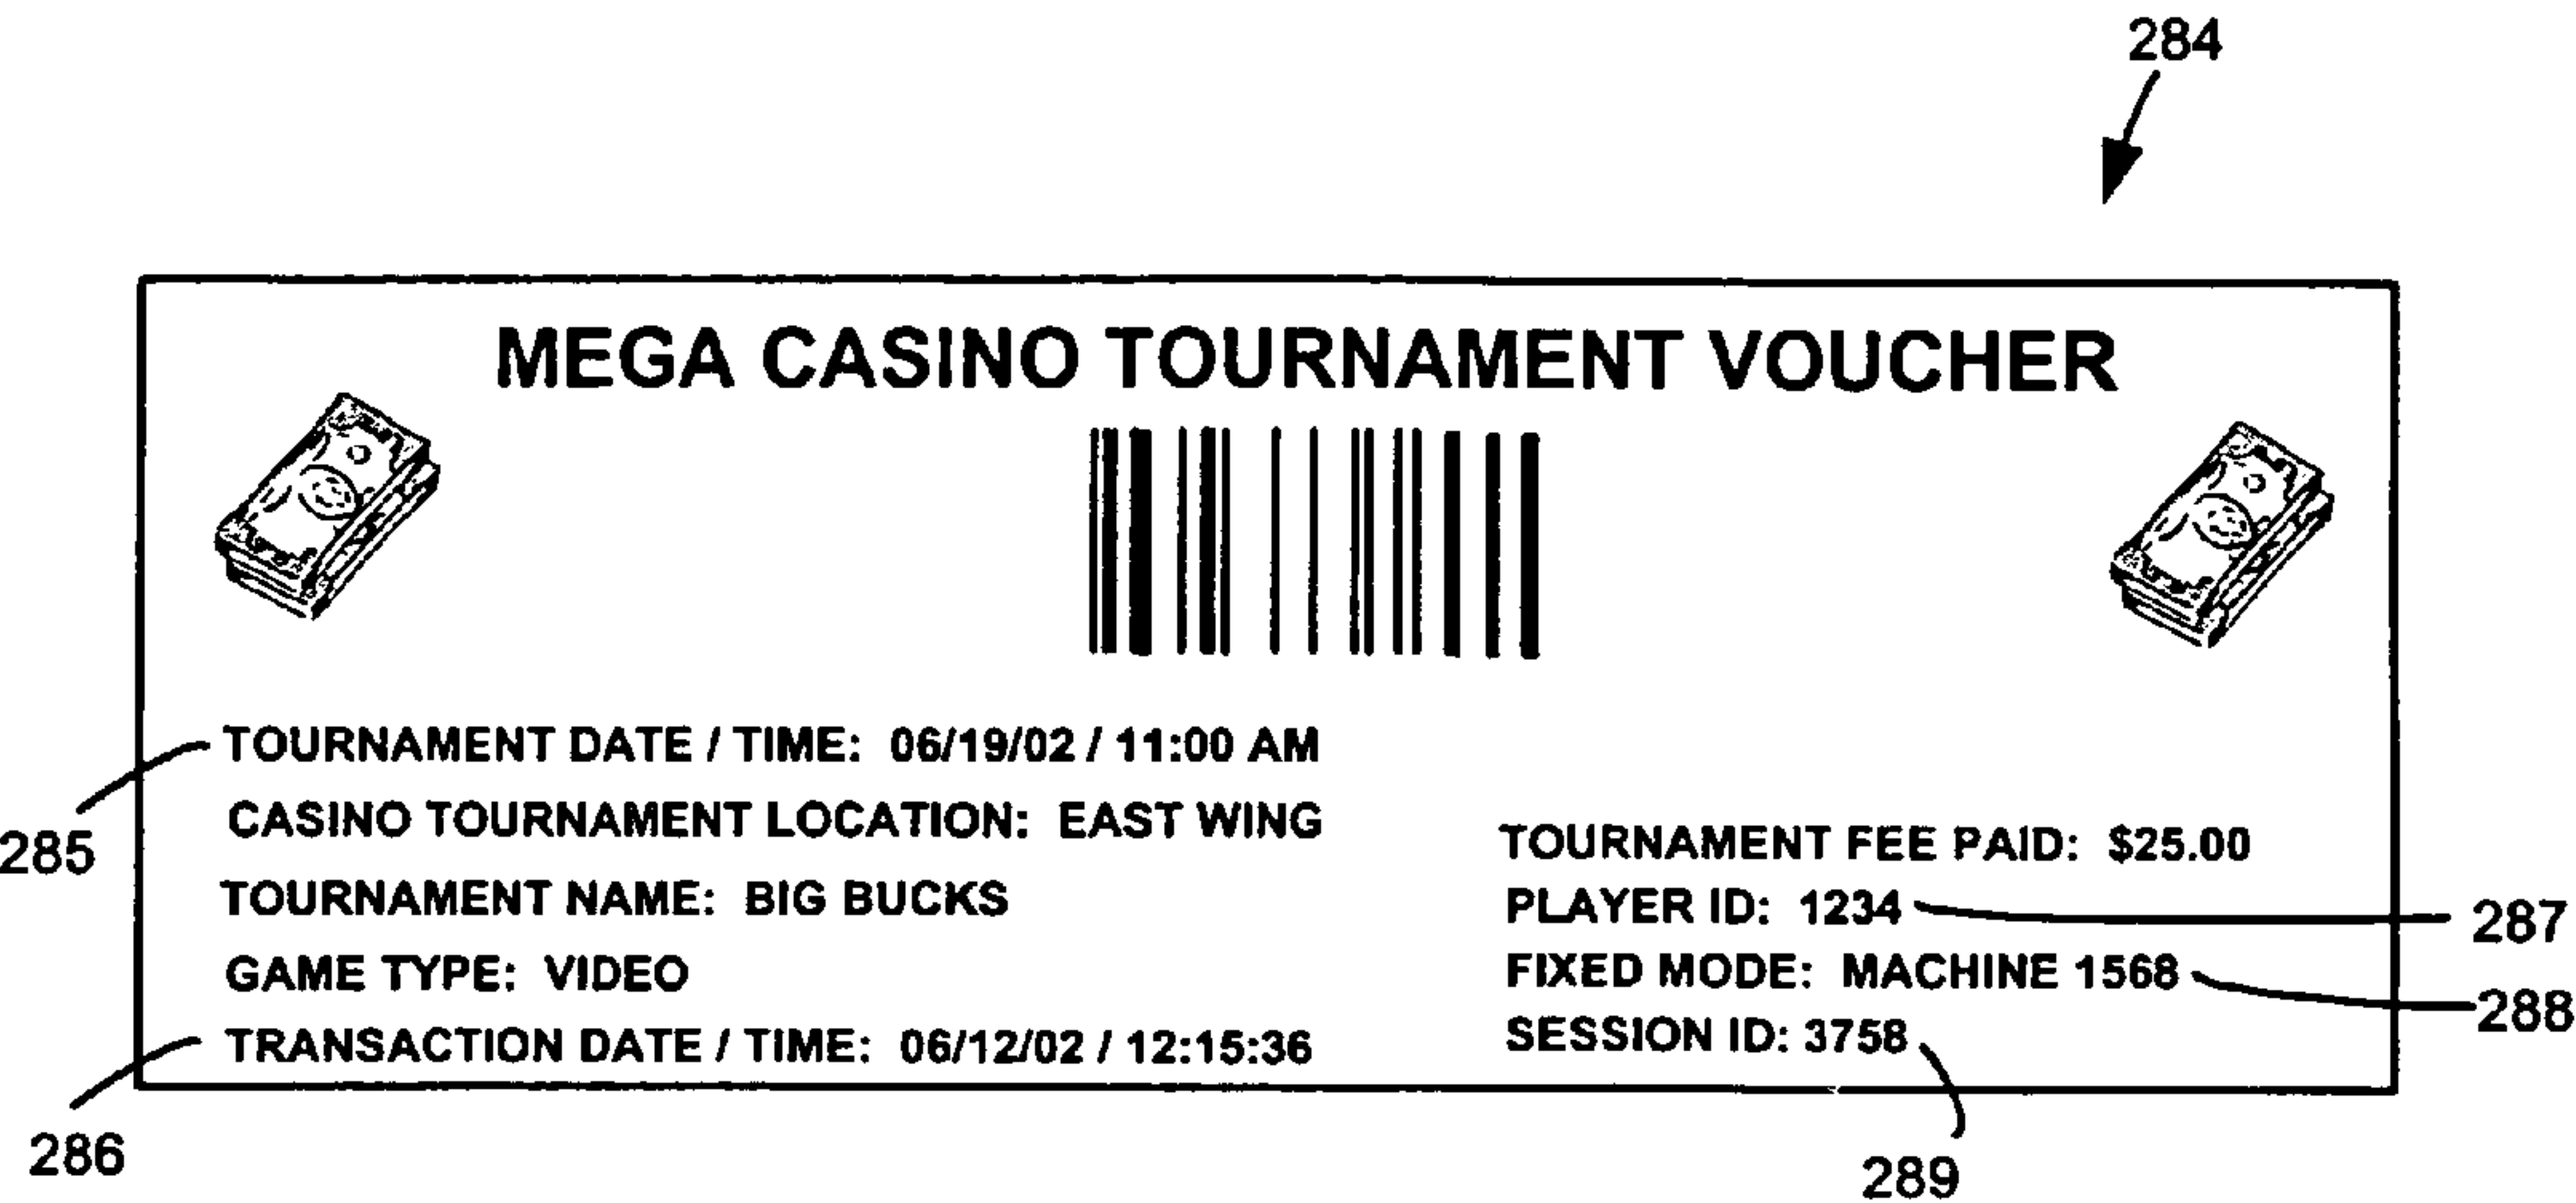 284
MEGA CASINO TOURNAMENT VOUCHER
TOURNAMENT DATE / TIME: 06/19/02 / 11:00 AM
CASINO TOURNAMENT LOCATION: EAST WING
285
TOURNAMENT NAME: BIG BUCKS
GAME TYPE: VIDEO
TRANSACTION DATE / TIME: 06/12/02 / 12:15:36
286
TOURNAMENT FEE PAID: $25.00
PLAYER ID: 1234
287
FIXED MODE: MACHINE 1568
288
SESSION ID: 3758
289